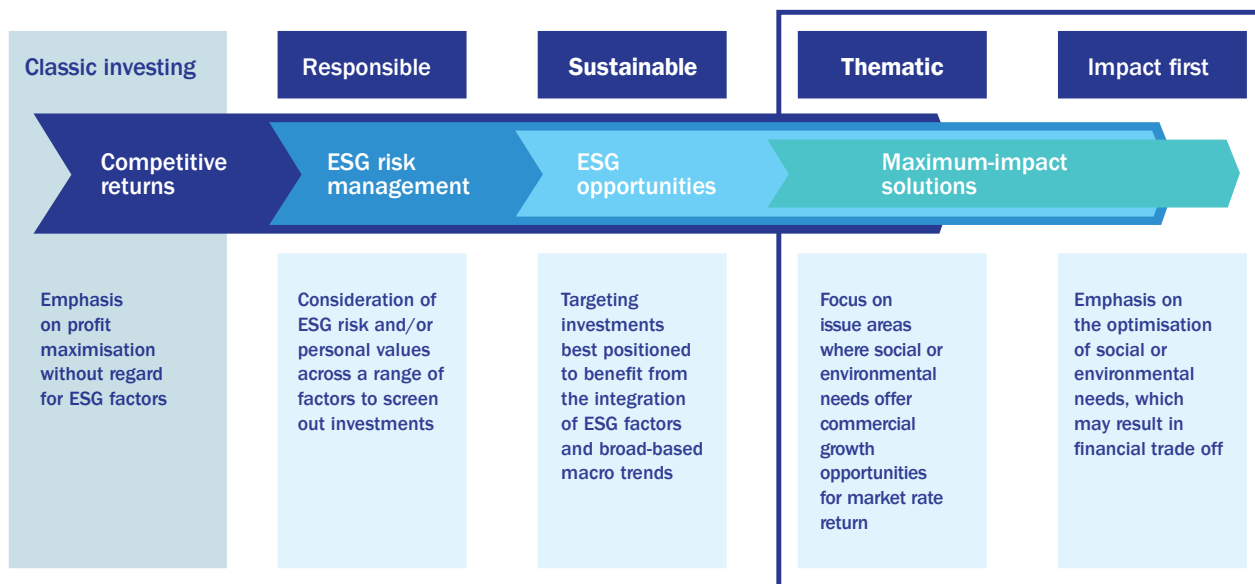 Classic investing
Responsible
Sustainable
Thematic
Impact first
Competitive
returns
ESG risk
management
ESG
opportunities
Maximum-impact
solutions
Emphasis
on profit
maximisation
without regard
for ESG factors
Consideration of
ESG risk and/or
personal values
across a range of
factors to screen
out investments
Targeting
investments
best positioned
to benefit from
the integration
of ESG factors
and broad-based
macro trends
Focus on
issue areas
where social or
environmental
needs offer
commercial
growth
opportunities
for market rate
return
Emphasis on
the optimisation
of social or
environmental
needs, which
may result in
financial trade off